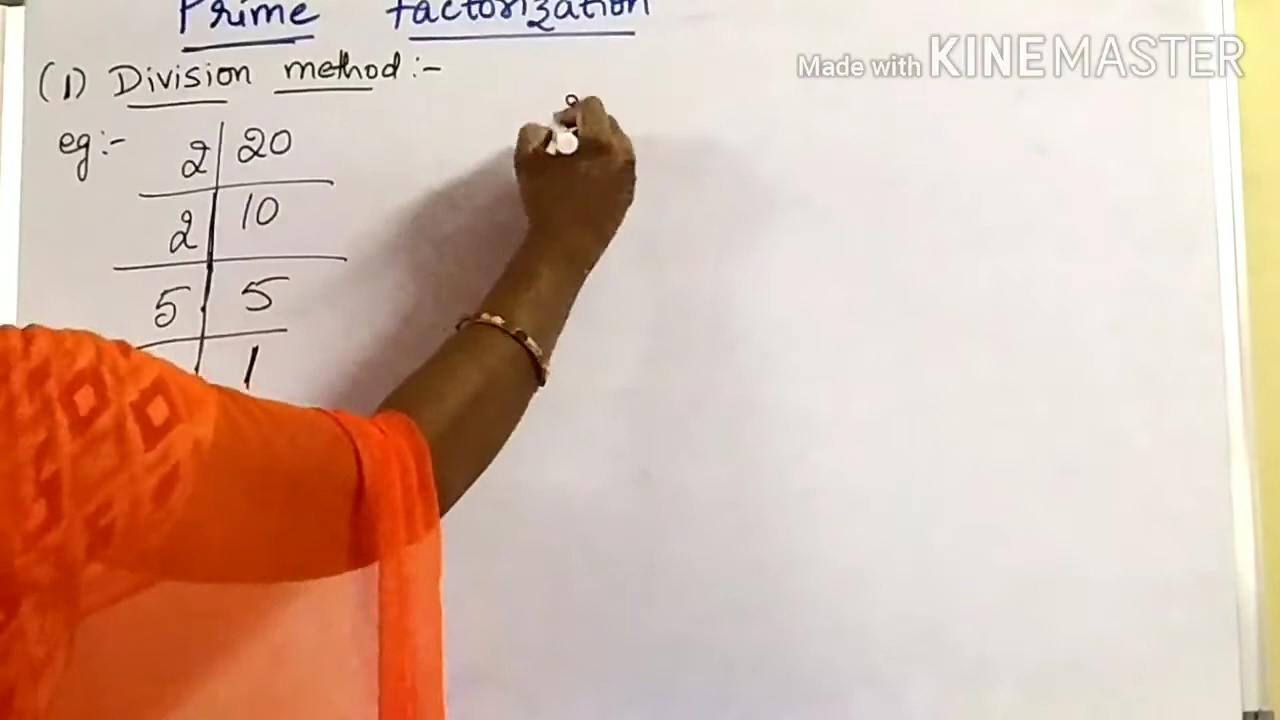 Prime factorization
Made with KINEMASTER
(1) Division method :-
eg:- 2 | 20
2 | 10
5 | 5
1